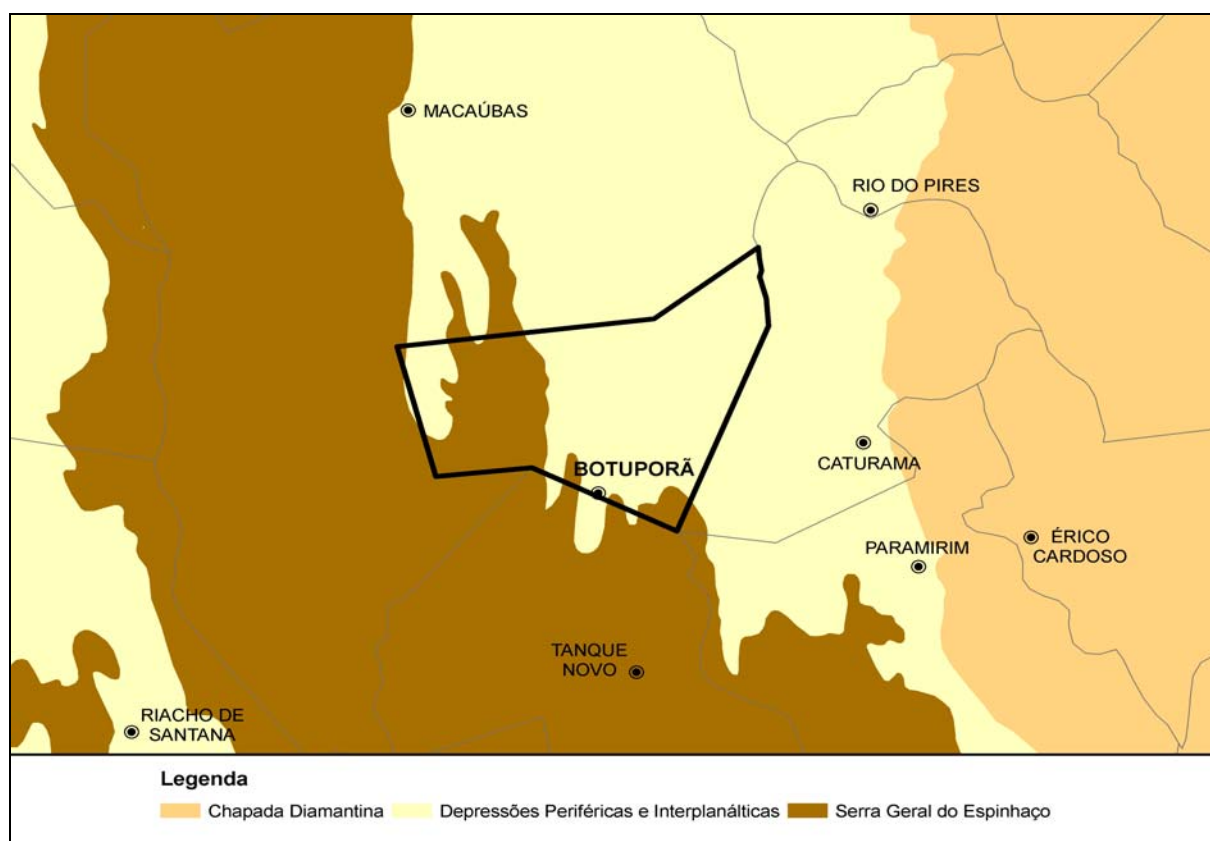 MACAÚBAS
RIO DO PIRES
BOTUPORÃ
CATURAMA
ÉRICO
CARDOSO
PARAMIRIM
TANQUE
NOVO
RIACHO DE
SANTANA
Legenda
Chapada Diamantina
Depressões Periféricas e Interplanálticas
Serra Geral do Espinhaço